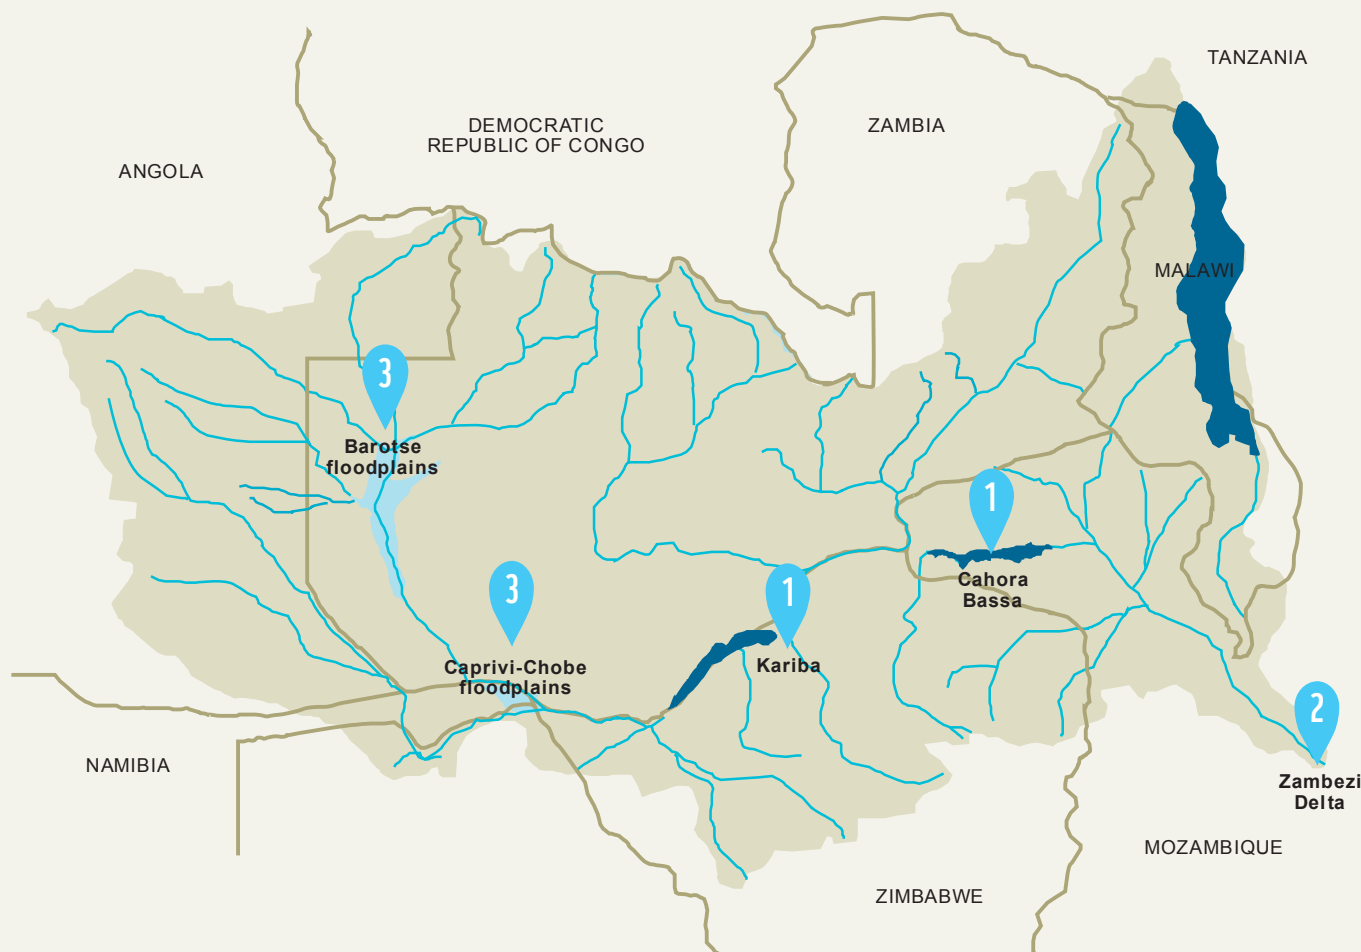 TANZANIA
DEMOCRATIC
REPUBLIC OF CONGO
ZAMBIA
ANGOLA
MALAWI
3
Barotse
floodplains
1
Cahora
Bassa
3
Caprivi-Chobe
floodplains
1
Kariba
2
Zambezi
Delta
NAMIBIA
MOZAMBIQUE
ZIMBABWE